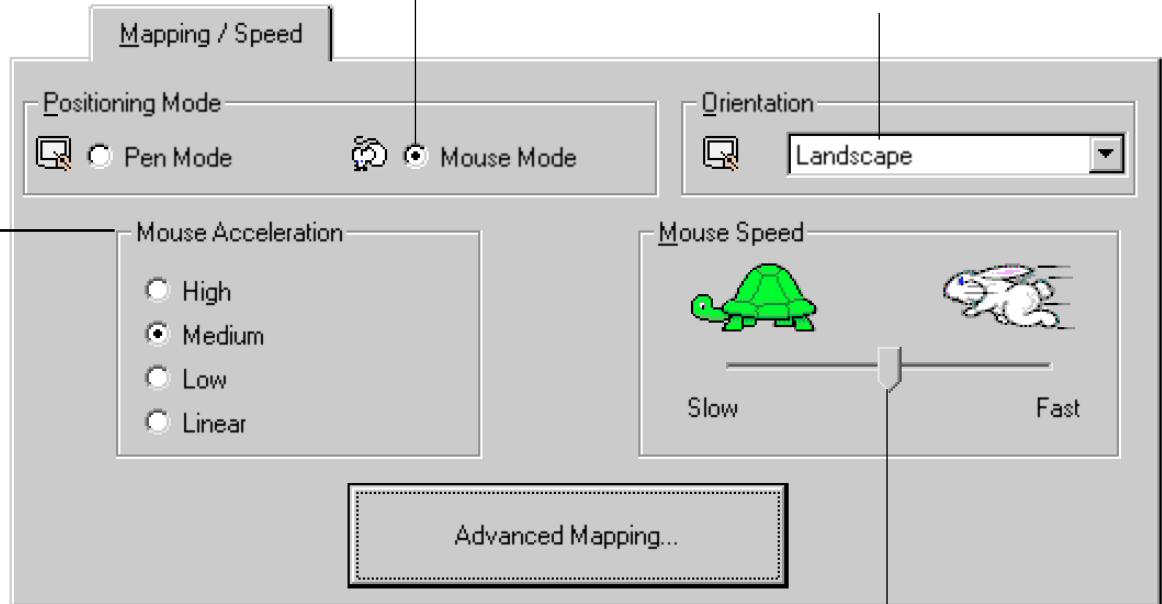 Mapping / Speed
Positioning Mode
Pen Mode
Mouse Mode
Orientation
Landscape
Mouse Acceleration
High
Medium
Low
Linear
Mouse Speed
Slow
Fast
Advanced Mapping...